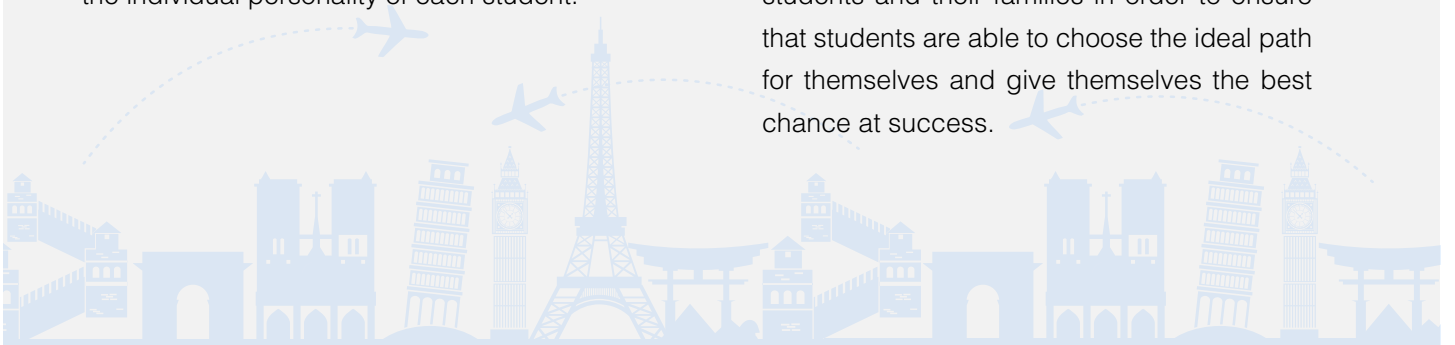 the individual personality of each student.
students and their families in order to ensure
that students are able to choose the ideal path
for themselves and give themselves the best
chance at success.